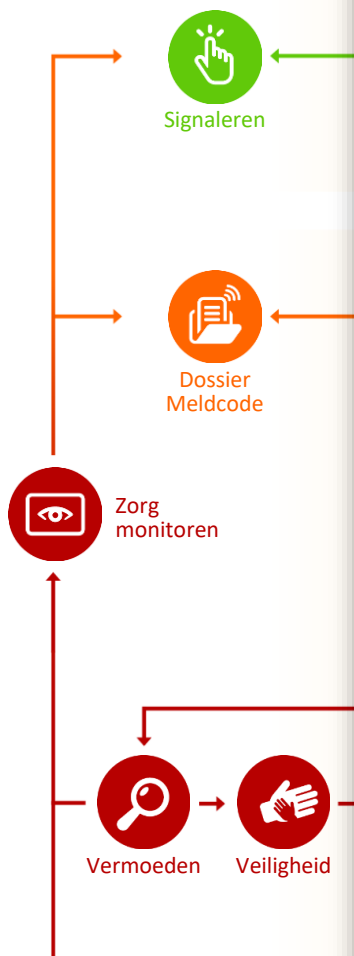 Signaleren
Dossier
Meldcode
Zorg
monitoren
Vermoeden
Veiligheid